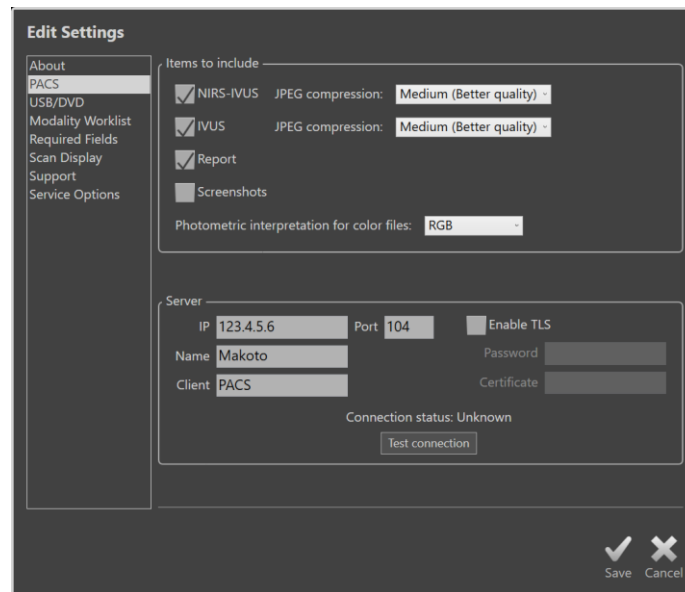 Edit Settings
About
PACS
USB/DVD
Modality Worklist
Required Fields
Scan Display
Support
Service Options
Items to include
NIRS-IVUS JPEG compression: Medium (Better quality)
IVUS JPEG compression: Medium (Better quality)
Report
Screenshots
Photometric interpretation for color files: RGB
Server
IP 123.4.5.6 Port 104 Enable TLS
Name Makoto Password
Client PACS Certificate
Connection status: Unknown
Test connection
Save Cancel